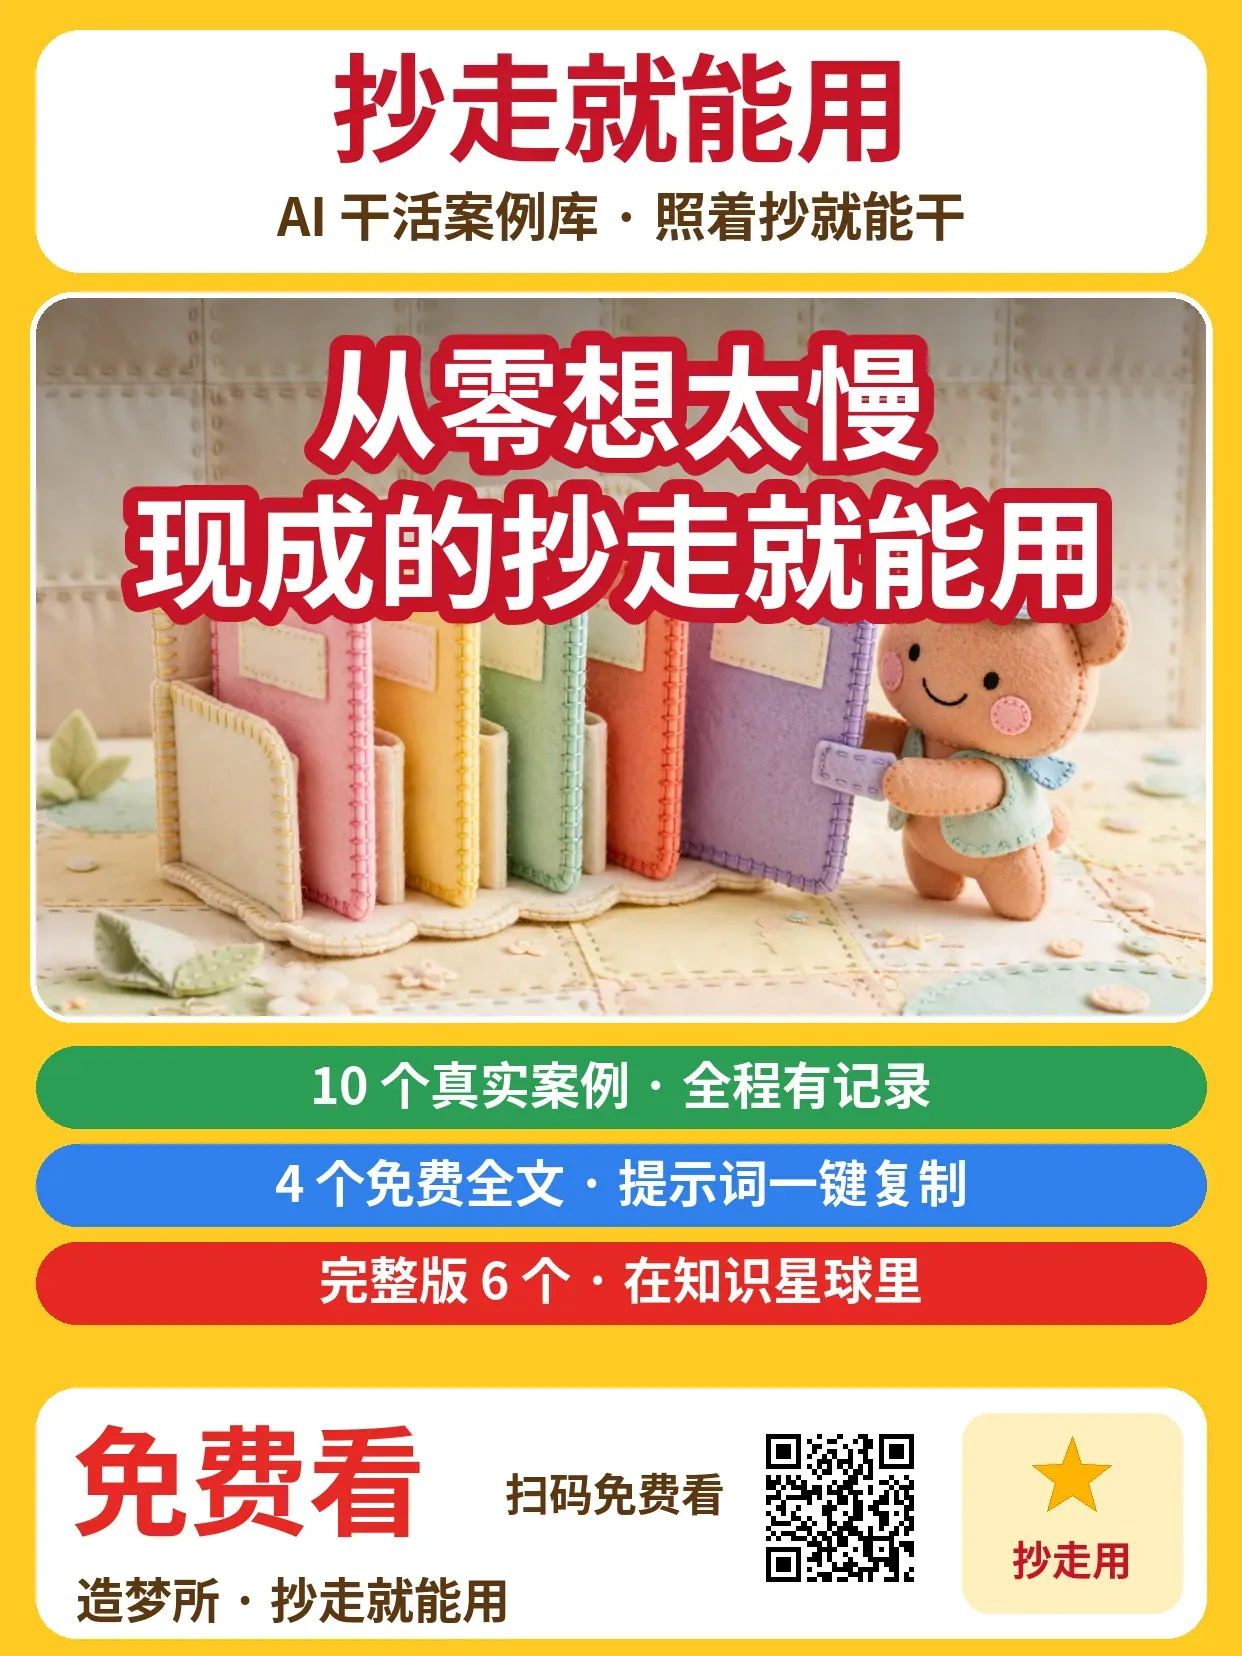 抄走就能用
AI 干活案例库 · 照着抄就能干
从零想太慢
现成的抄走就能用
10 个真实案例 · 全程有记录
4 个免费全文 · 提示词一键复制
完整版 6 个 · 在知识星球里
免费看
扫码免费看
抄走用
造梦所 · 抄走就能用